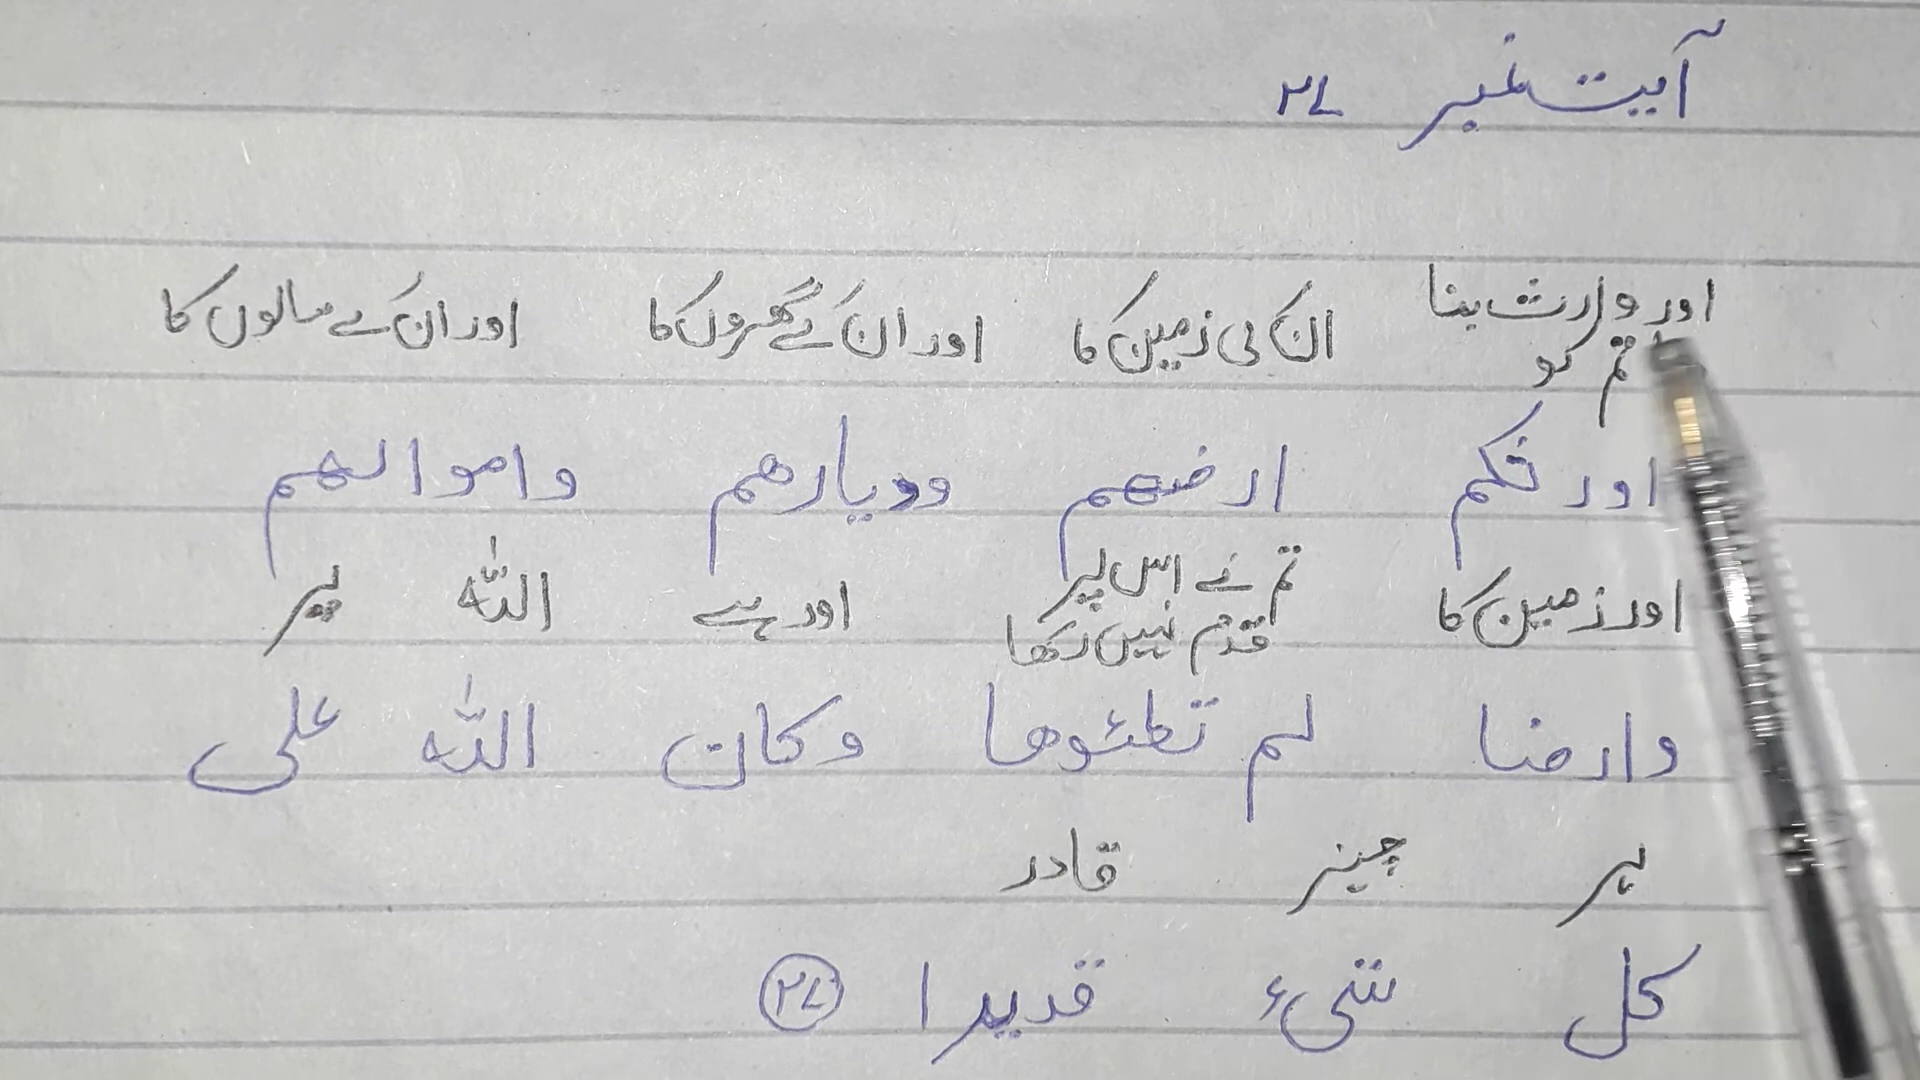 آیت نمبر ۲۷
اور وارث بنا ان کی زمین کا اور ان کے گھروں کا اور ان کے مالوں کا
تم کو
اورثکم ارضھم ودیارھم واموالھم
اور زمین کا تم نے اس پر اور ہے اللہ پر
قدم نہیں رکھا
وارضا لم تطئوھا وکان اللہ علی
ہر چیز قادر
کل شیء قدیرا ۲۷